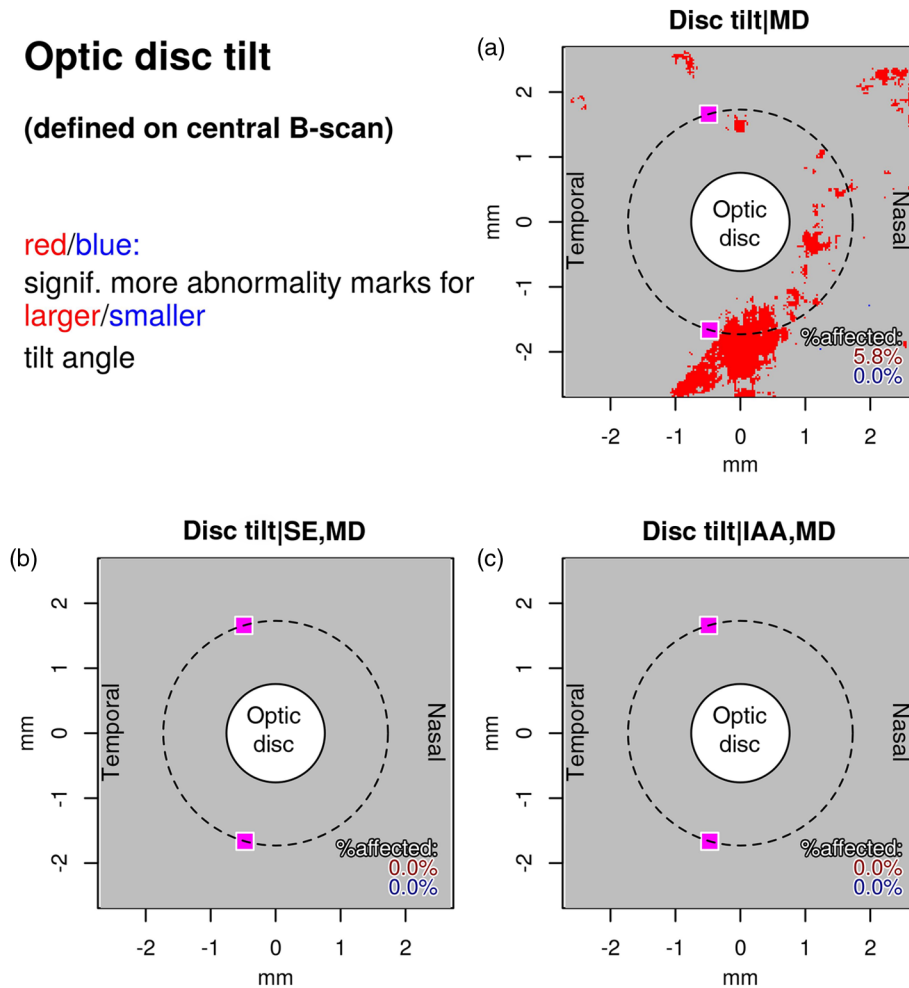 Optic disc tilt
(defined on central B-scan)
red/blue:
signif. more abnormality marks for
larger/smaller
tilt angle
(a)
Disc tilt|MD
2
1
0
-1
-2
mm
Temporal
Optic
disc
Nasal
%affected:
5.8%
0.0%
-2 -1 0 1 2
mm
(b)
Disc tilt|SE,MD
2
1
0
-1
-2
mm
Temporal
Optic
disc
Nasal
%affected:
0.0%
0.0%
-2 -1 0 1 2
mm
(c)
Disc tilt|IAA,MD
2
1
0
-1
-2
mm
Temporal
Optic
disc
Nasal
%affected:
0.0%
0.0%
-2 -1 0 1 2
mm